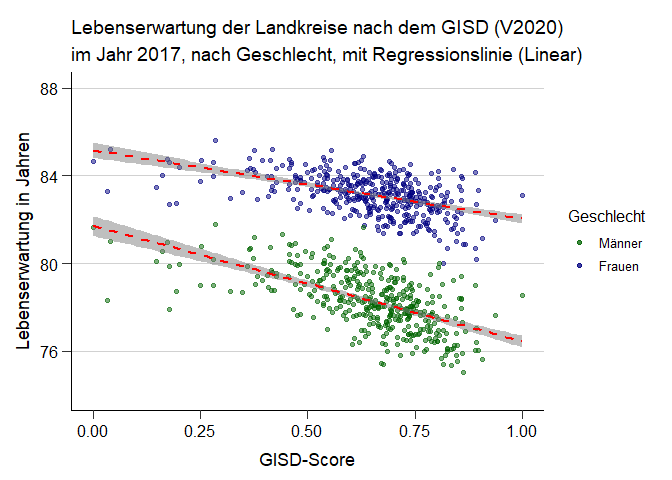 Lebenserwartung der Landkreise nach dem GISD (V2020)
im Jahr 2017, nach Geschlecht, mit Regressionslinie (Linear)
Lebenserwartung in Jahren
88
84
80
76
0.00 0.25 0.50 0.75 1.00
GISD-Score
Geschlecht
Männer
Frauen